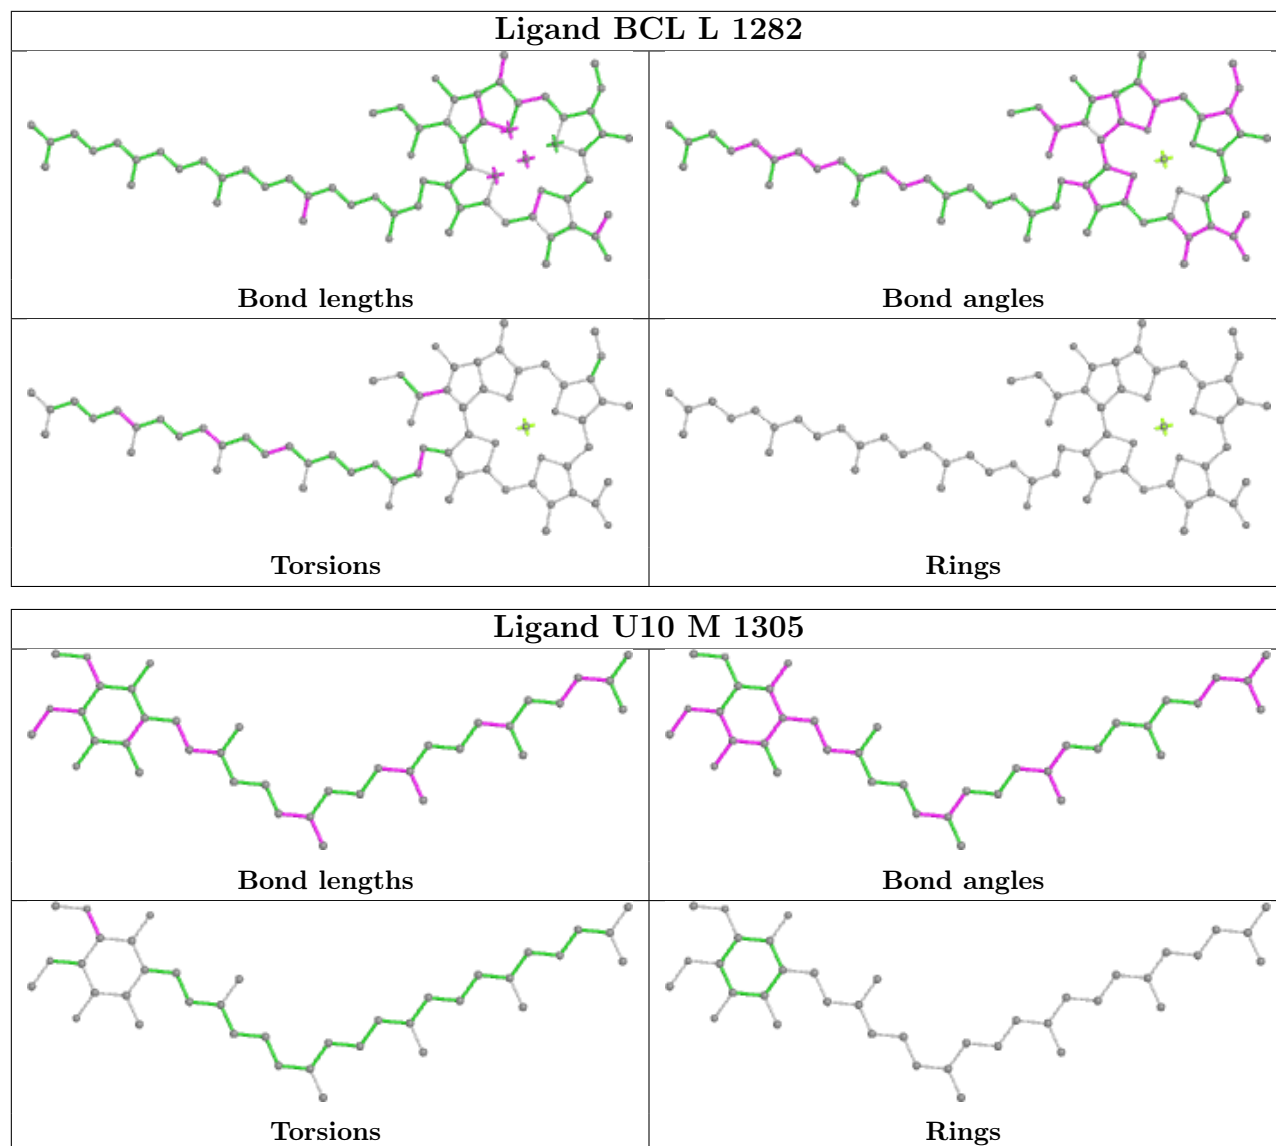 Ligand BCL L 1282
Bond lengths
Bond angles
Torsions
Rings
Ligand U10 M 1305
Bond lengths
Bond angles
Torsions
Rings